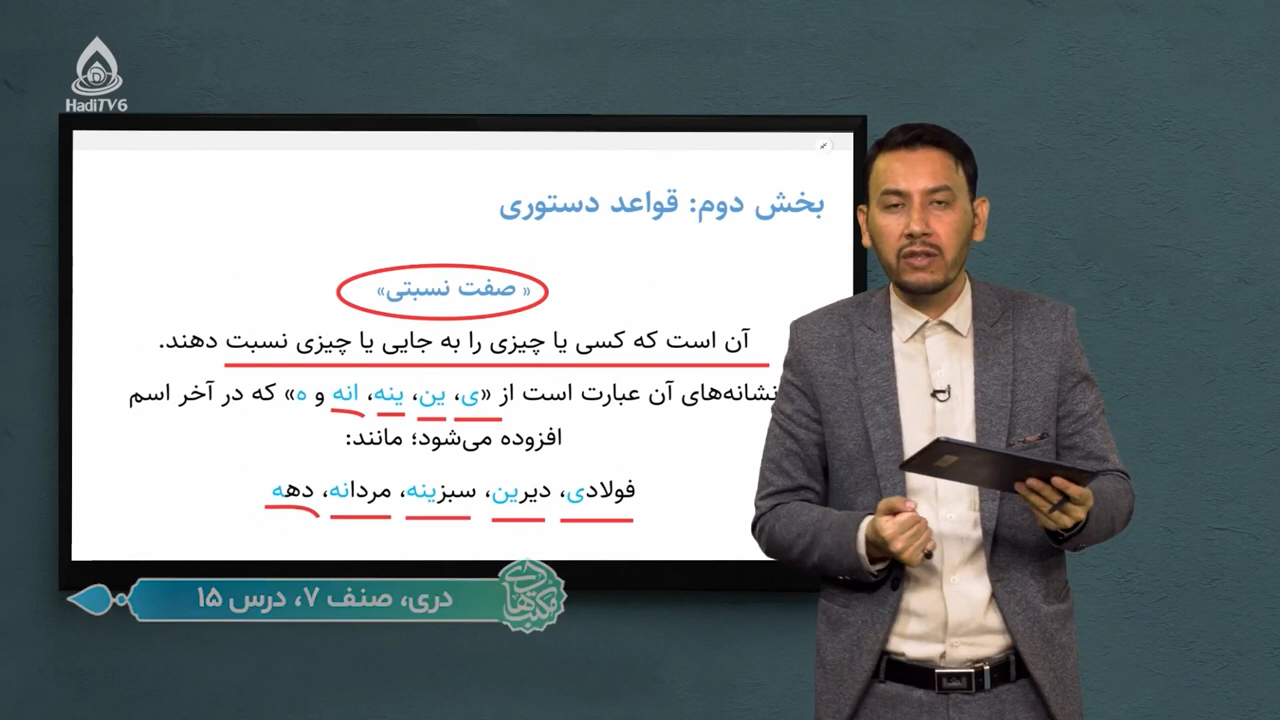 HadiTV6
بخش دوم: قواعد دستوری
« صفت نسبتی»
آن است که کسی یا چیزی را به جایی یا چیزی نسبت دهند.
نشانه‌های آن عبارت است از «ی، ین، ینه، انه و ه» که در آخر اسم
افزوده می‌شود؛ مانند:
فولادی، دیرین، سبزینه، مردانه، دهه
دری، صنف ۷، درس ۱۵
مکتب هادی